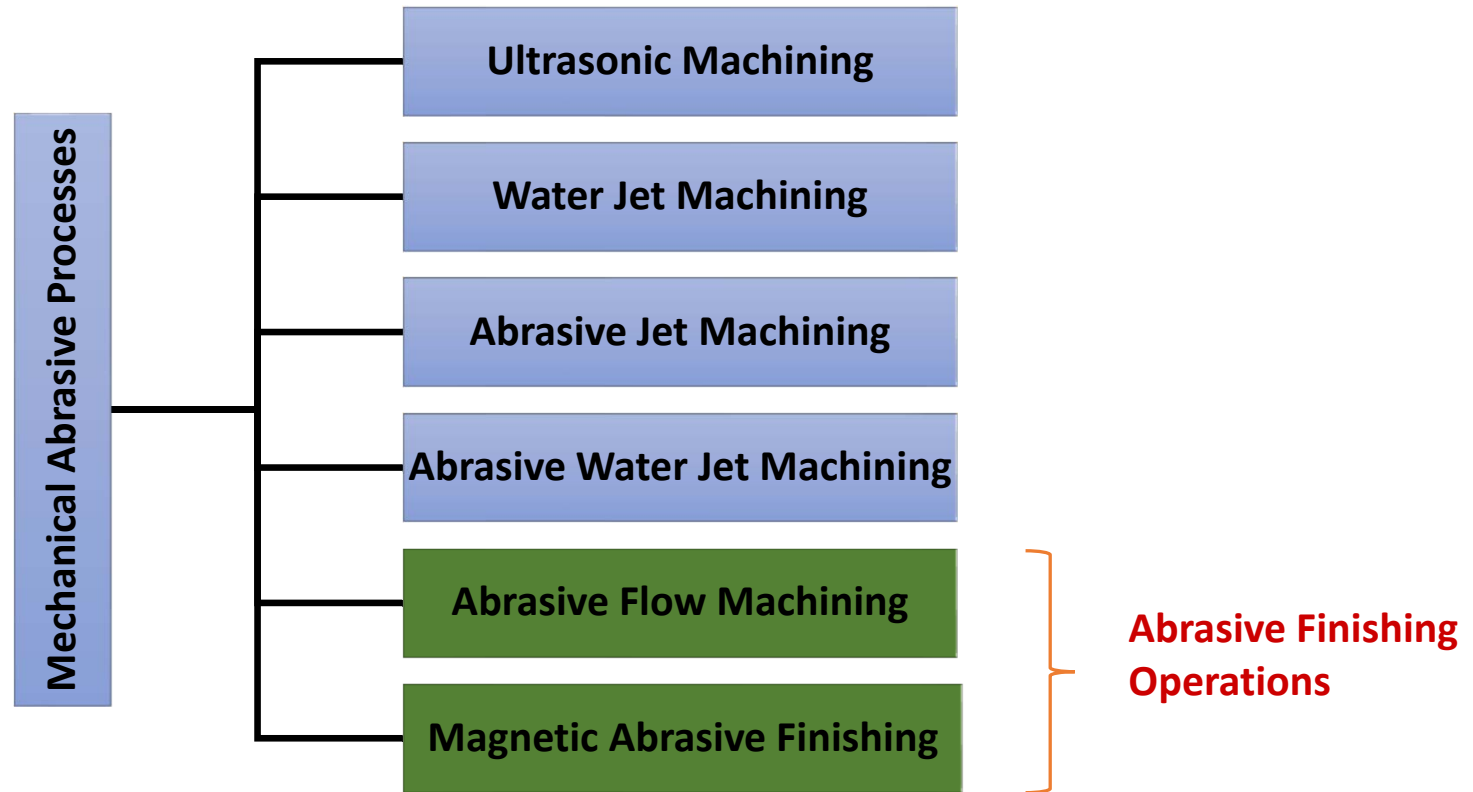 Mechanical Abrasive Processes
Ultrasonic Machining
Water Jet Machining
Abrasive Jet Machining
Abrasive Water Jet Machining
Abrasive Flow Machining
Magnetic Abrasive Finishing
Abrasive Finishing
Operations